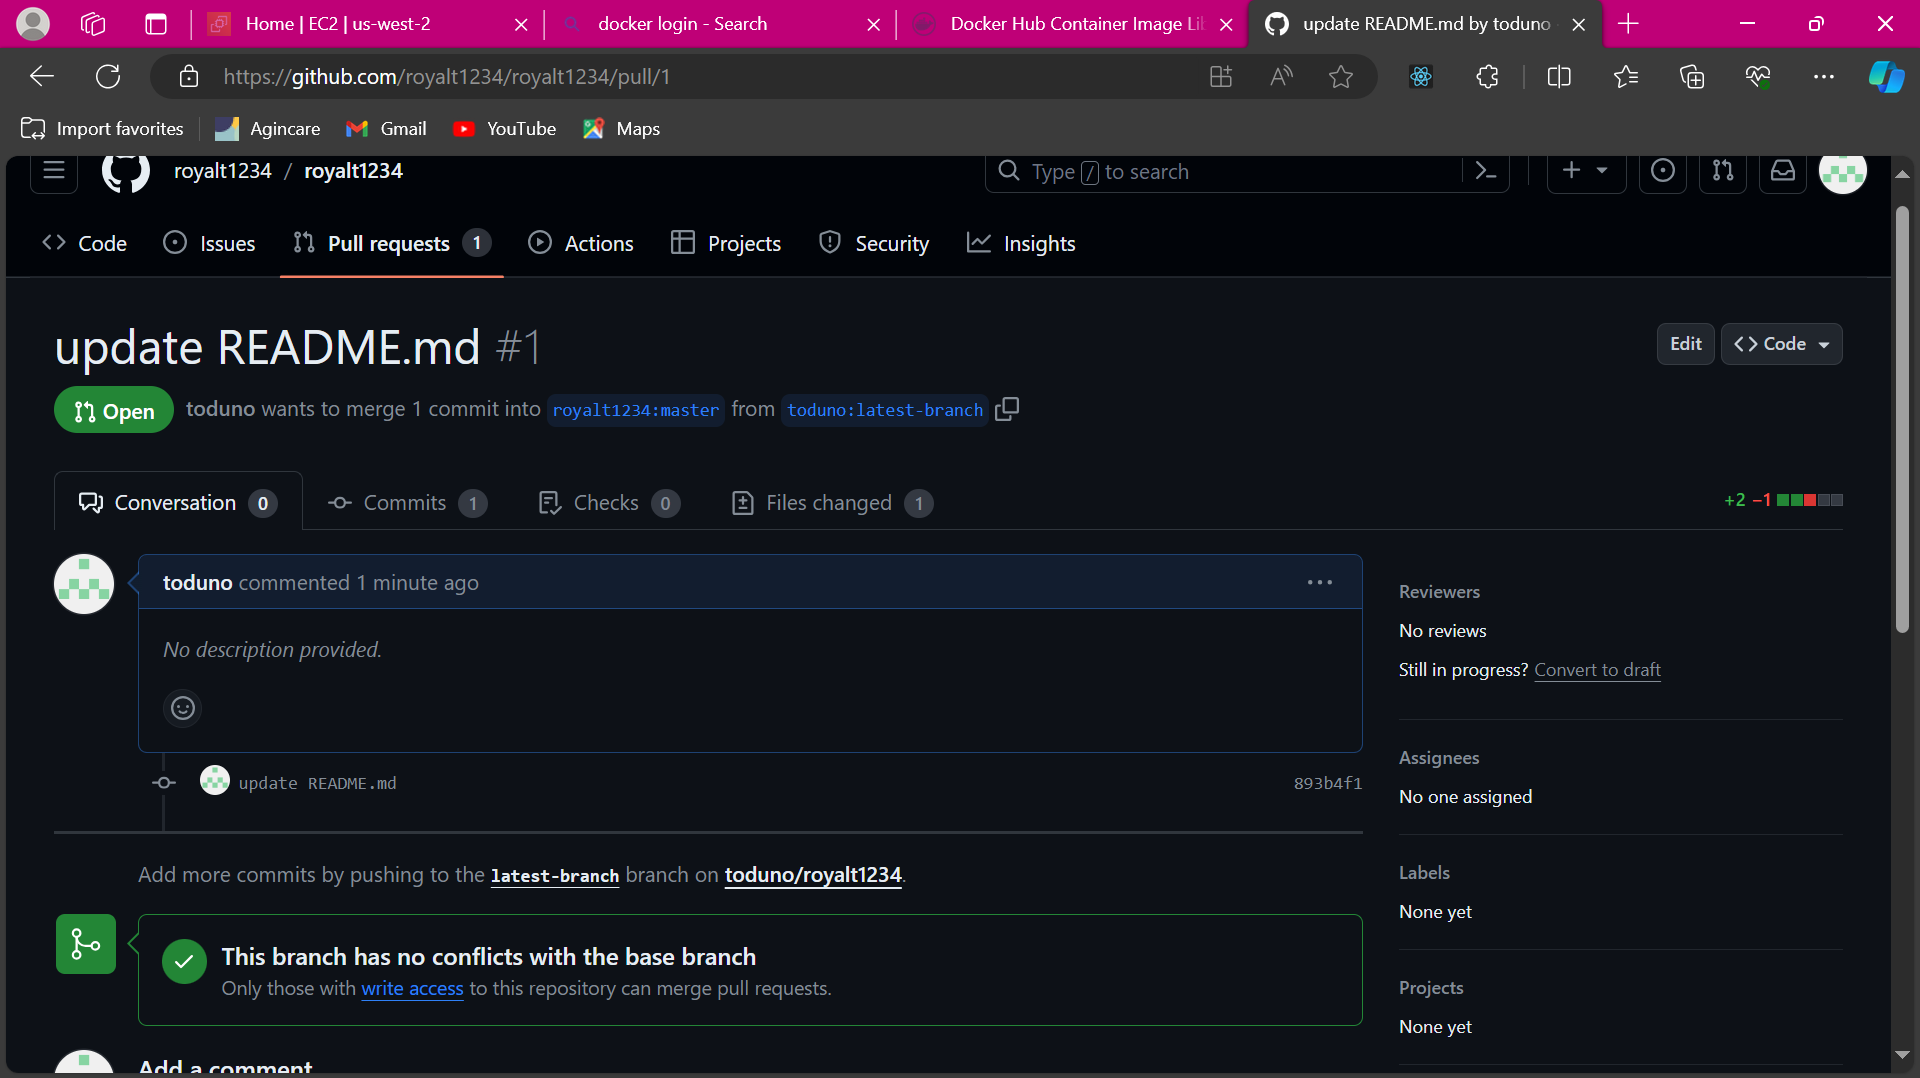 Home | EC2 | us-west-2
docker login - Search
Docker Hub Container Image Li
update README.md by toduno
https://github.com/royalt1234/royalt1234/pull/1
Import favorites
Agincare
Gmail
YouTube
Maps
royalt1234 / royalt1234
Type / to search
Code
Issues
Pull requests 1
Actions
Projects
Security
Insights
update README.md #1
Edit
Code
Open
toduno wants to merge 1 commit into royalt1234:master from toduno:latest-branch
Conversation 0
Commits 1
Checks 0
Files changed 1
+2 −1
toduno commented 1 minute ago
No description provided.
update README.md
893b4f1
Add more commits by pushing to the latest-branch branch on toduno/royalt1234.
This branch has no conflicts with the base branch
Only those with write access to this repository can merge pull requests.
Add a comment
Reviewers
No reviews
Still in progress? Convert to draft
Assignees
No one assigned
Labels
None yet
Projects
None yet